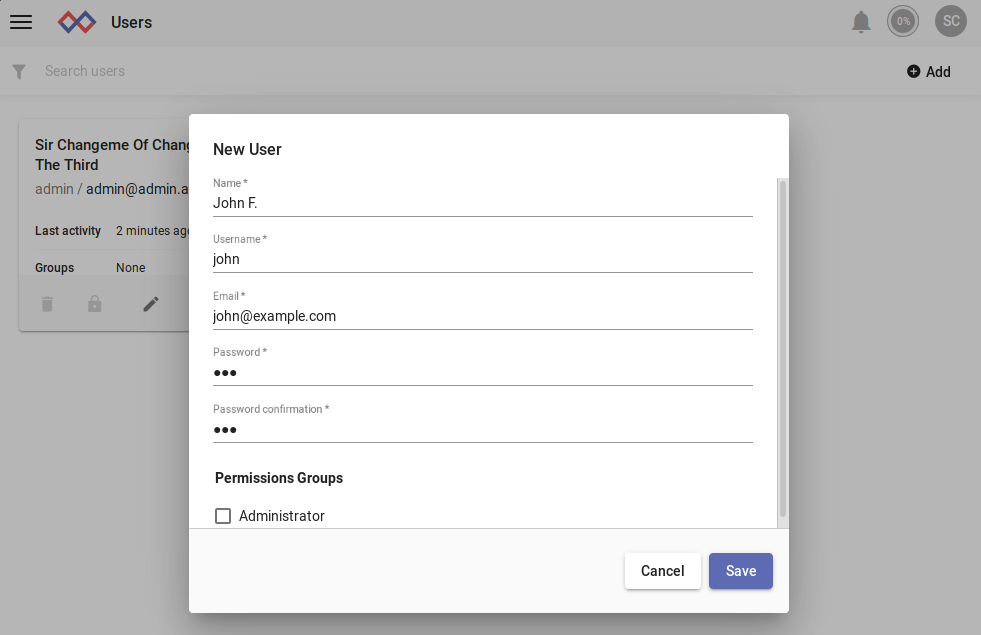 Users
0%
SC
Search users
Add
Sir Changeme Of
The Third
admin / admin@admin.a
Last activity 2 minutes
Groups None
New User
Name *
John F.
Username *
john
Email *
john@example.com
Password *
●●●
Password confirmation *
●●●
Permissions Groups
Administrator
Cancel
Save